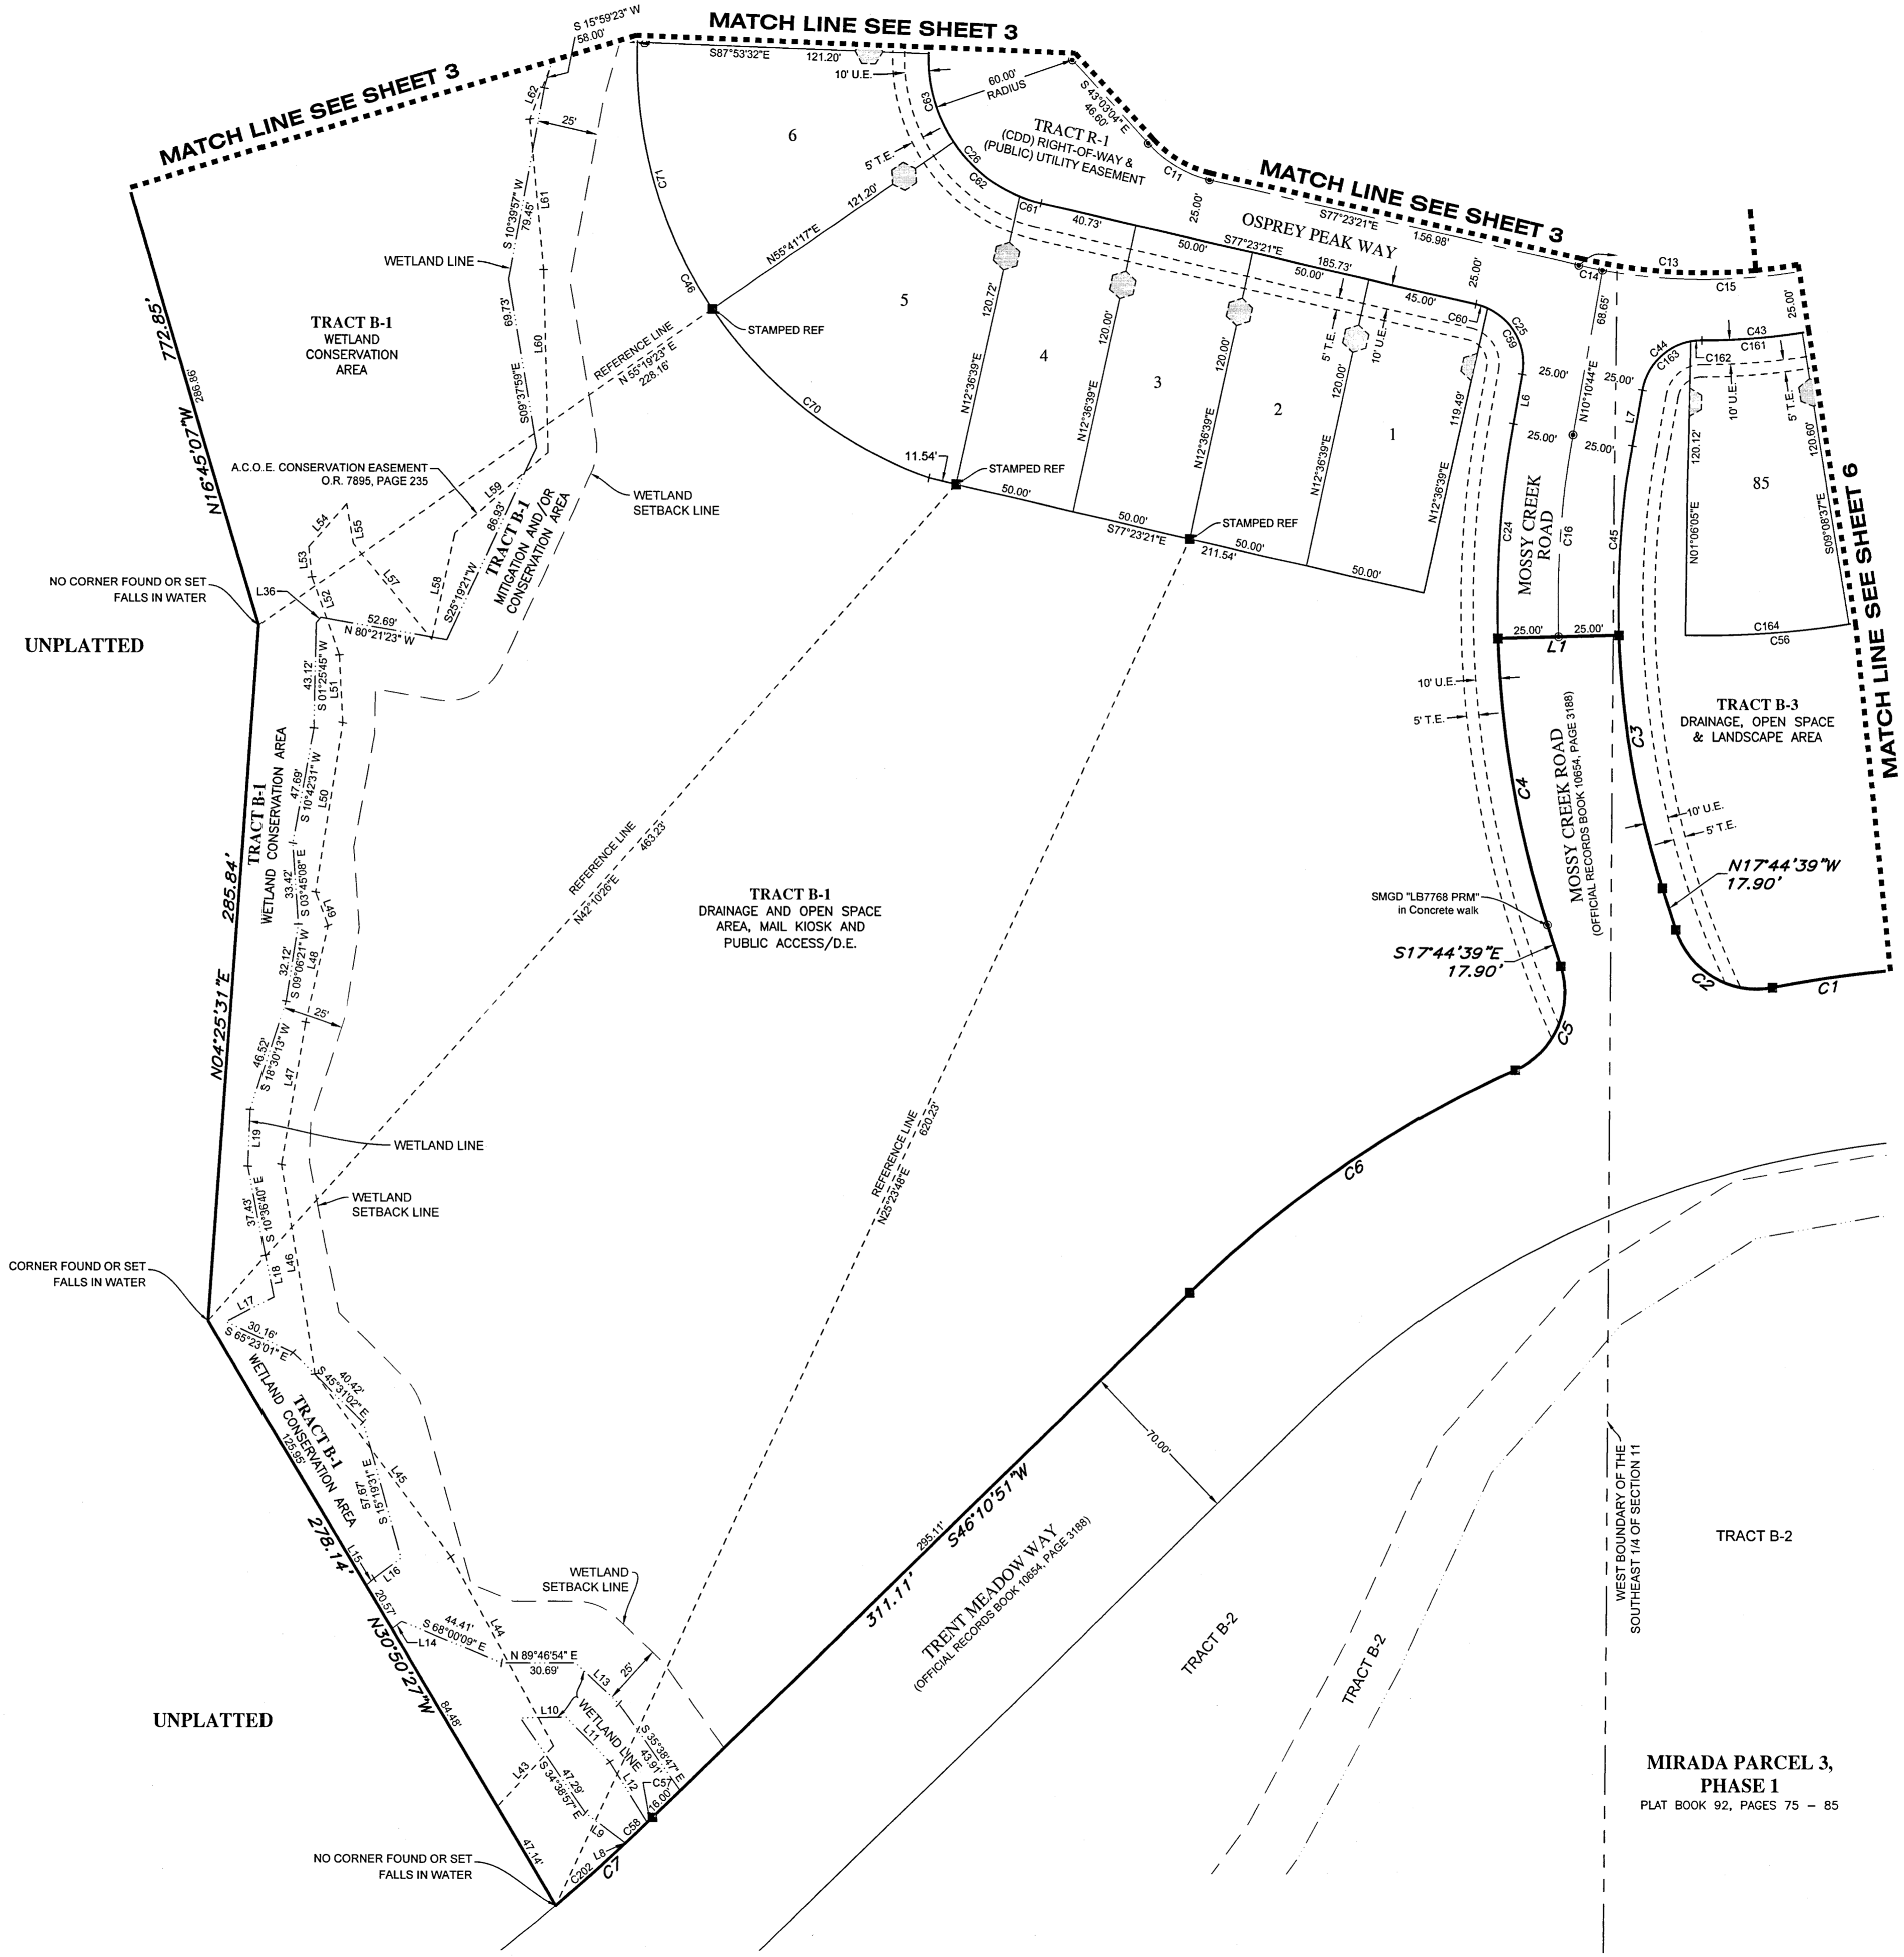 MATCH LINE SEE SHEET 3
S 15°59'23" W
58.00'
MATCH LINE SEE SHEET 3
S87°53'32"E
121.20'
10' U.E.
C63
60.00'
RADIUS
S 43°03'04" E
46.60'
MATCH LINE SEE SHEET 3
L62
25'
6
5' T.E.
C26
C62
TRACT R-1
(CDD) RIGHT-OF-WAY &
(PUBLIC) UTILITY EASEMENT
C11
25.00'
S77°23'21"E
156.98'
C13
C14
C15
C71
121.20'
N55°41'17"E
C61
40.73'
OSPREY PEAK WAY
50.00'
S77°23'21"E
185.73'
50.00'
45.00'
25.00'
68.65'
25.00'
S 10°39'57" W
79.45'
L61
WETLAND LINE
C46
5
STAMPED REF
120.72'
N12°36'39"E
4
120.00'
N12°36'39"E
3
120.00'
N12°36'39"E
2
5' T.E.
10' U.E.
120.00'
N12°36'39"E
1
119.49'
N12°36'39"E
C60
C25
C59
C44
C163
C43
C161
C162
10' U.E.
5' T.E.
25.00'
25.00'
L6
L7
N10°10'44"E
25.00'
25.00'
120.12'
N01°06'05"E
85
120.60'
S09°08'37"E
MATCH LINE SEE SHEET 6
772.85'
286.86'
N16°45'07"W
TRACT B-1
WETLAND
CONSERVATION
AREA
69.73'
S09°37'59"E
L60
REFERENCE LINE
N 55°19'23" E
228.16'
C70
11.54'
STAMPED REF
50.00'
50.00'
S77°23'21"E
STAMPED REF
211.54'
50.00'
50.00'
C24
MOSSY CREEK
ROAD
C16
C45
A.C.O.E. CONSERVATION EASEMENT
O.R. 7895, PAGE 235
L59
86.93'
S25°19'21"W
TRACT B-1
MITIGATION AND/OR
CONSERVATION AREA
WETLAND
SETBACK LINE
L54
L55
L53
L57
L58
L52
NO CORNER FOUND OR SET
FALLS IN WATER
L36
52.69'
N 80°21'23" W
UNPLATTED
25.00'
25.00'
L1
C164
C56
43.12'
S 01°25'45" W
L51
10' U.E.
5' T.E.
MOSSY CREEK ROAD
(OFFICIAL RECORDS BOOK 10654, PAGE 3188)
C3
TRACT B-3
DRAINAGE, OPEN SPACE
& LANDSCAPE AREA
TRACT B-1
WETLAND CONSERVATION AREA
47.69'
S 10°42'31" W
L50
C4
10' U.E.
5' T.E.
285.84'
N04°25'31"E
33.42'
S 03°45'08" E
L49
REFERENCE LINE
463.23'
N42°10'26"E
TRACT B-1
DRAINAGE AND OPEN SPACE
AREA, MAIL KIOSK AND
PUBLIC ACCESS/D.E.
SMGD "LB7768 PRM"
in Concrete walk
S17°44'39"E
17.90'
N17°44'39"W
17.90'
32.12'
S 09°06'21" W
L48
C2
C1
C5
25'
46.52'
S 18°30'13" W
L47
L19
WETLAND LINE
REFERENCE LINE
620.23'
N25°23'48"E
C6
37.43'
S 10°36'40" E
WETLAND
SETBACK LINE
CORNER FOUND OR SET
FALLS IN WATER
L18
L46
L17
30.16'
S 65°23'01" E
40.42'
S 45°31'02" E
TRACT B-1
WETLAND CONSERVATION AREA
125.95'
57.67'
S 15°19'31" E
L45
70.00'
278.14'
L15
L16
20.57'
295.11'
S46°10'51"W
311.11'
TRENT MEADOW WAY
(OFFICIAL RECORDS BOOK 10654, PAGE 3188)
WEST BOUNDARY OF THE
SOUTHEAST 1/4 OF SECTION 11
TRACT B-2
WETLAND
SETBACK LINE
44.41'
S 68°00'09" E
L14
L44
N 89°46'54" E
30.69'
L13
25'
N30°50'27"W
84.48'
TRACT B-2
TRACT B-2
UNPLATTED
L10
L11
WETLAND LINE
L12
S 35°38'47" E
43.91'
L43
47.29'
S 34°38'57" E
C57
16.00'
L9
C58
L8
C202
C7
47.14'
NO CORNER FOUND OR SET
FALLS IN WATER
MIRADA PARCEL 3,
PHASE 1
PLAT BOOK 92, PAGES 75 – 85